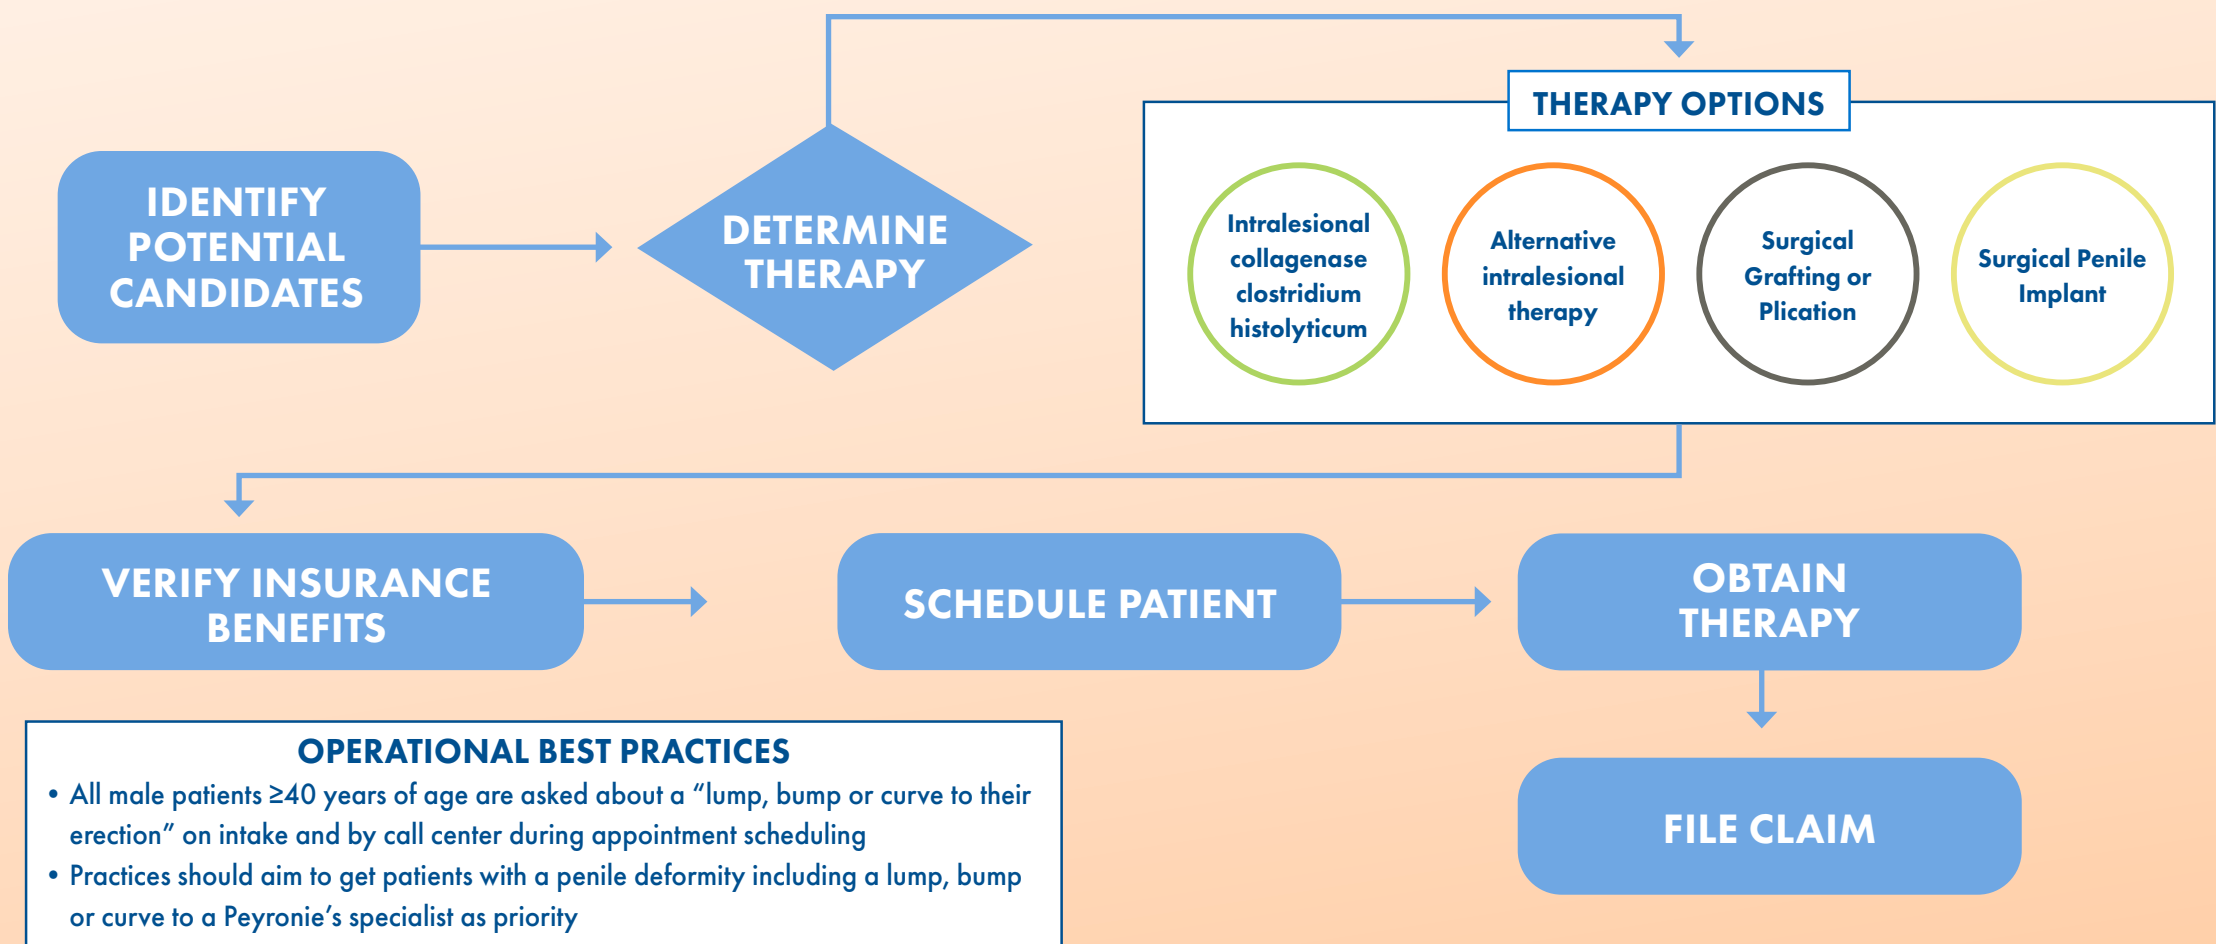 IDENTIFY
POTENTIAL
CANDIDATES
DETERMINE
THERAPY
THERAPY OPTIONS
Intralesional
collagenase
clostridium
histolyticum
Alternative
intralesional
therapy
Surgical
Grafting or
Plication
Surgical Penile
Implant
VERIFY INSURANCE
BENEFITS
SCHEDULE PATIENT
OBTAIN
THERAPY
FILE CLAIM
OPERATIONAL BEST PRACTICES
• All male patients ≥40 years of age are asked about a “lump, bump or curve to their
erection” on intake and by call center during appointment scheduling
• Practices should aim to get patients with a penile deformity including a lump, bump
or curve to a Peyronie’s specialist as priority